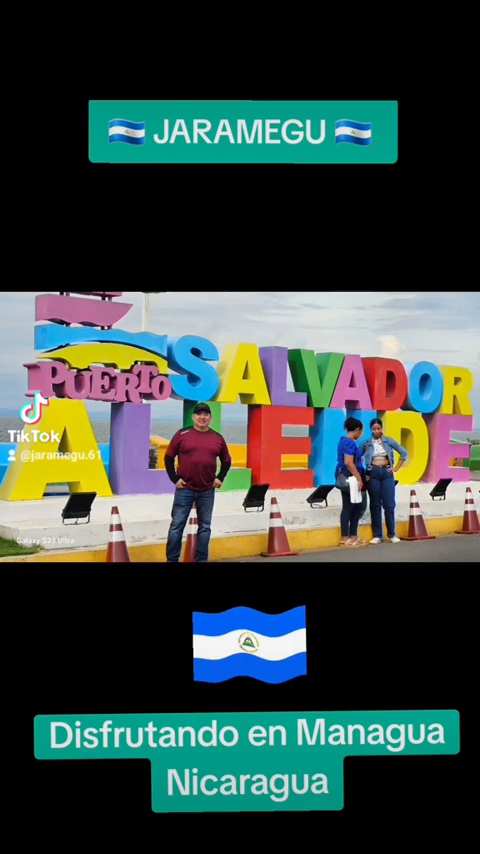 🇳🇮 JARAMEGU 🇳🇮
PUERTO
SALVADOR
ALLENDE
TikTok
@jaramegu.61
Galaxy S23 Ultra
Disfrutando en Managua
Nicaragua